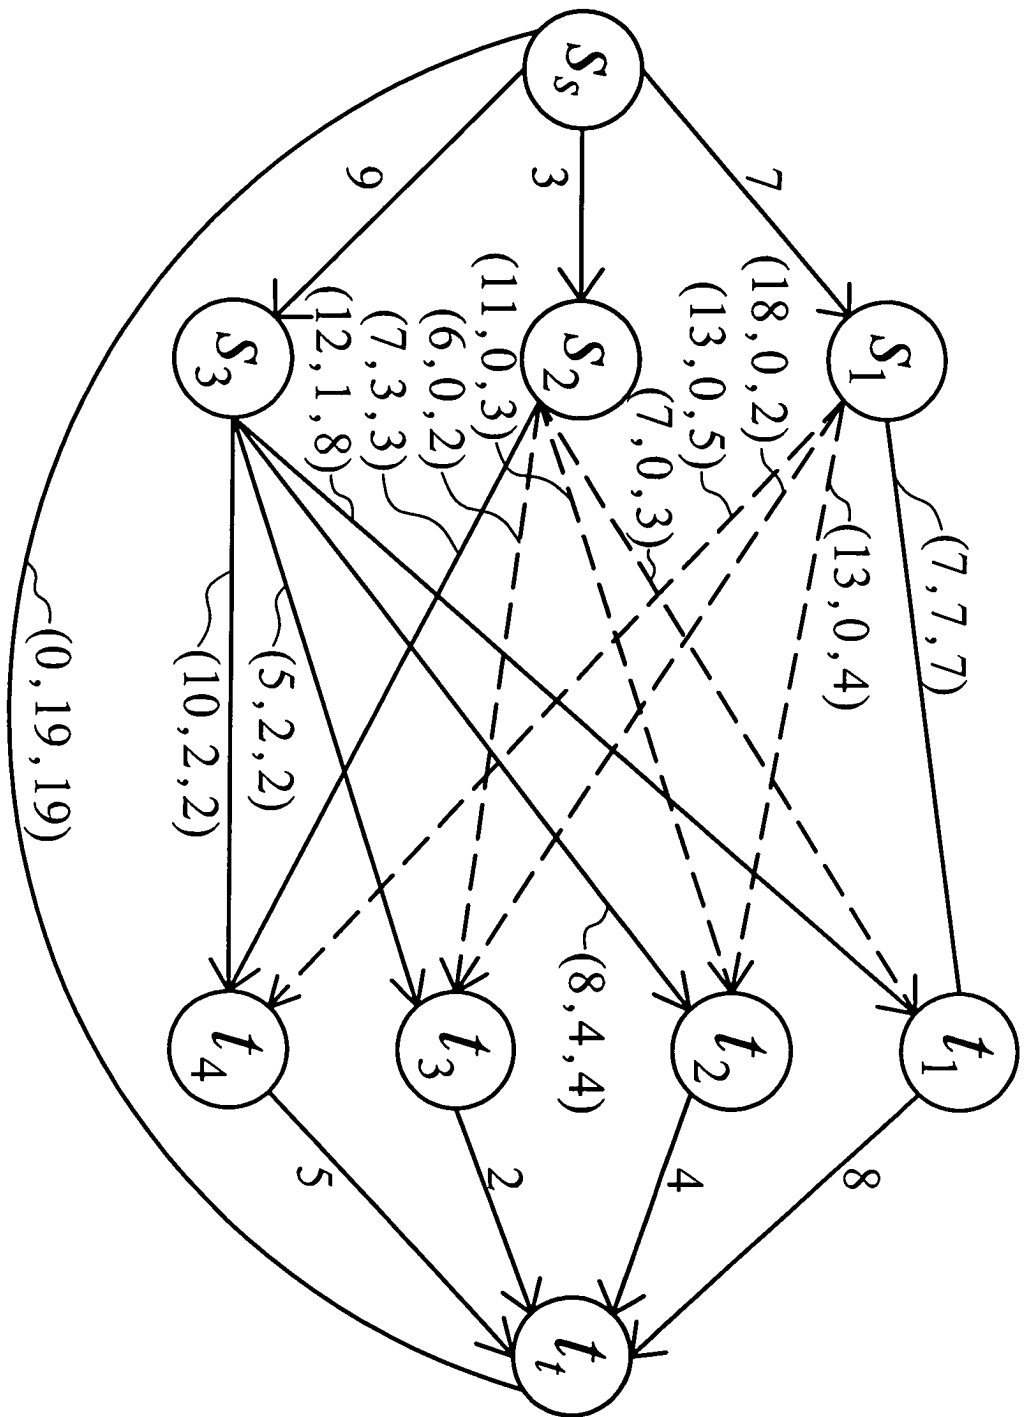 s_s
7
3
9
s_1
s_2
s_3
(7, 7, 7)
(13, 0, 4)
(18, 0, 2)
(13, 0, 5)
(7, 0, 3)
(11, 0, 3)
(6, 0, 2)
(7, 3, 3)
(12, 1, 8)
(8, 4, 4)
(5, 2, 2)
(10, 2, 2)
(0, 19, 19)
t_1
t_2
t_3
t_4
8
4
2
5
t_t